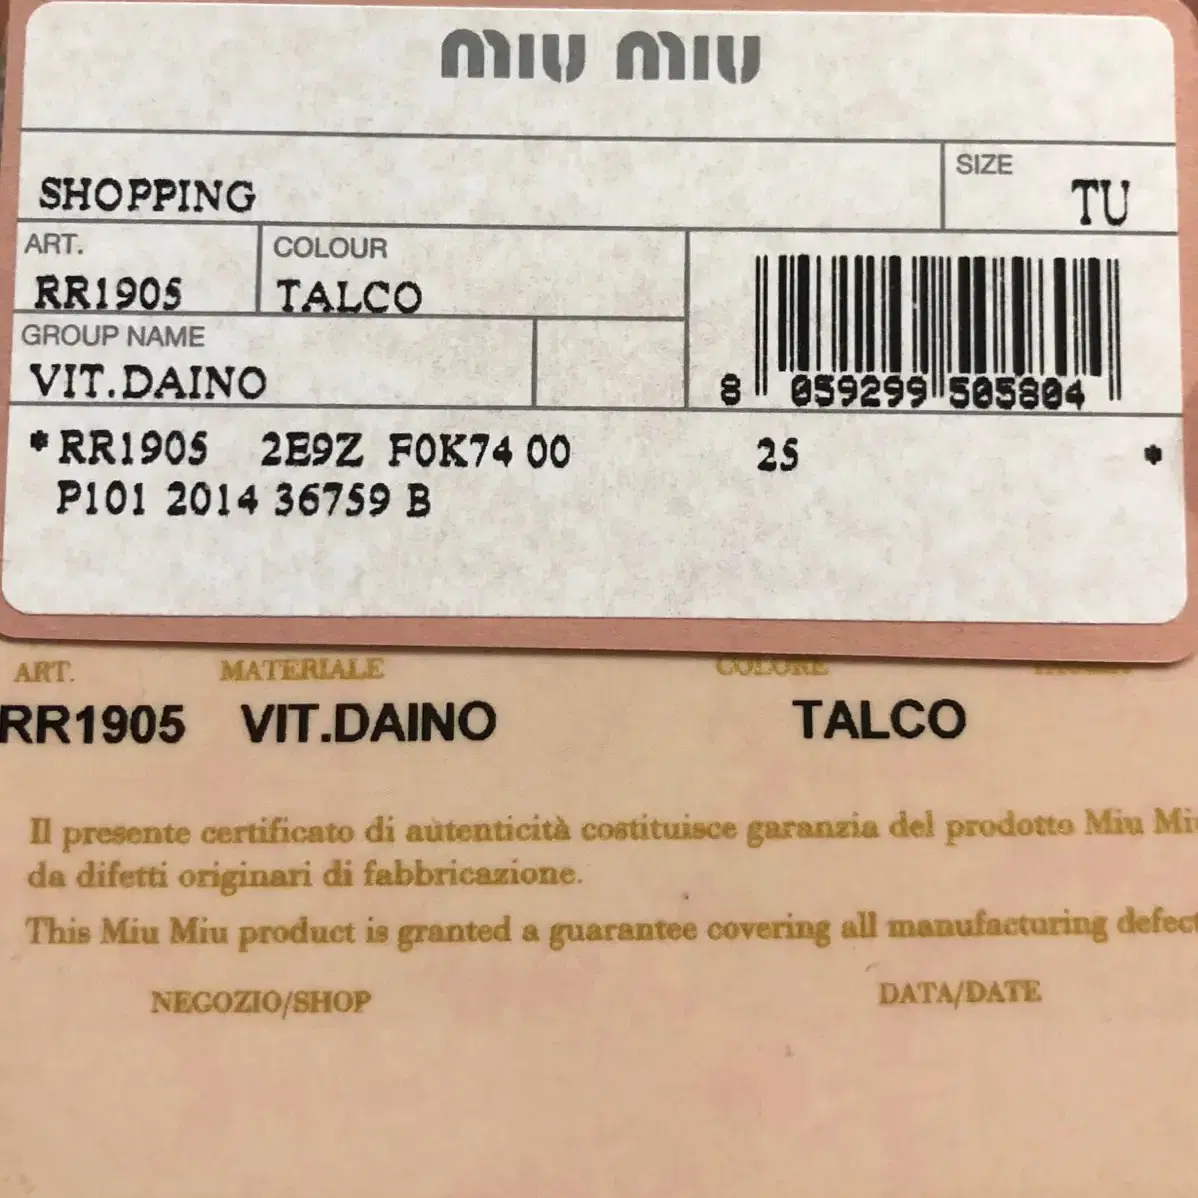 miu miu
SHOPPING
SIZE
TU
ART.
RR1905
COLOUR
TALCO
GROUP NAME
VIT.DAINO
8 059299 505804
*RR1905 2E9Z F0K74 00 25 *
P101 2014 36759 B
ART. MATERIALE COLORE
RR1905 VIT.DAINO TALCO
Il presente certificato di autenticità costituisce garanzia del prodotto Miu
da difetti originari di fabbricazione.
This Miu Miu product is granted a guarantee covering all manufacturing
NEGOZIO/SHOP DATA/DATE